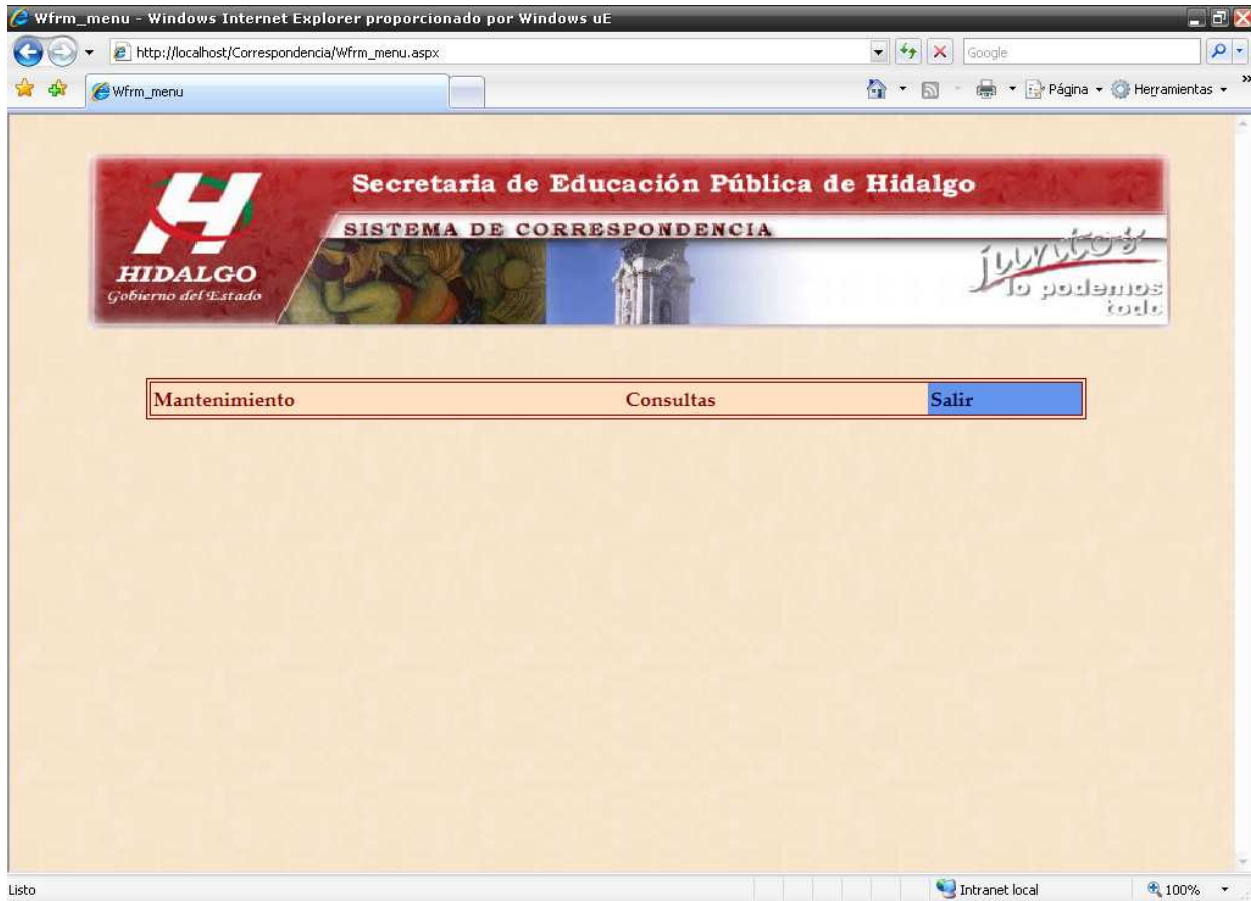 Wfrm_menu - Windows Internet Explorer proporcionado por Windows uE
http://localhost/Correspondencia/Wfrm_menu.aspx
Google
Wfrm_menu
Página
Herramientas
Secretaria de Educación Pública de Hidalgo
SISTEMA DE CORRESPONDENCIA
HIDALGO
Gobierno del Estado
juntos
lo podemos
todo
Mantenimiento Consultas Salir
Listo
Intranet local
100%